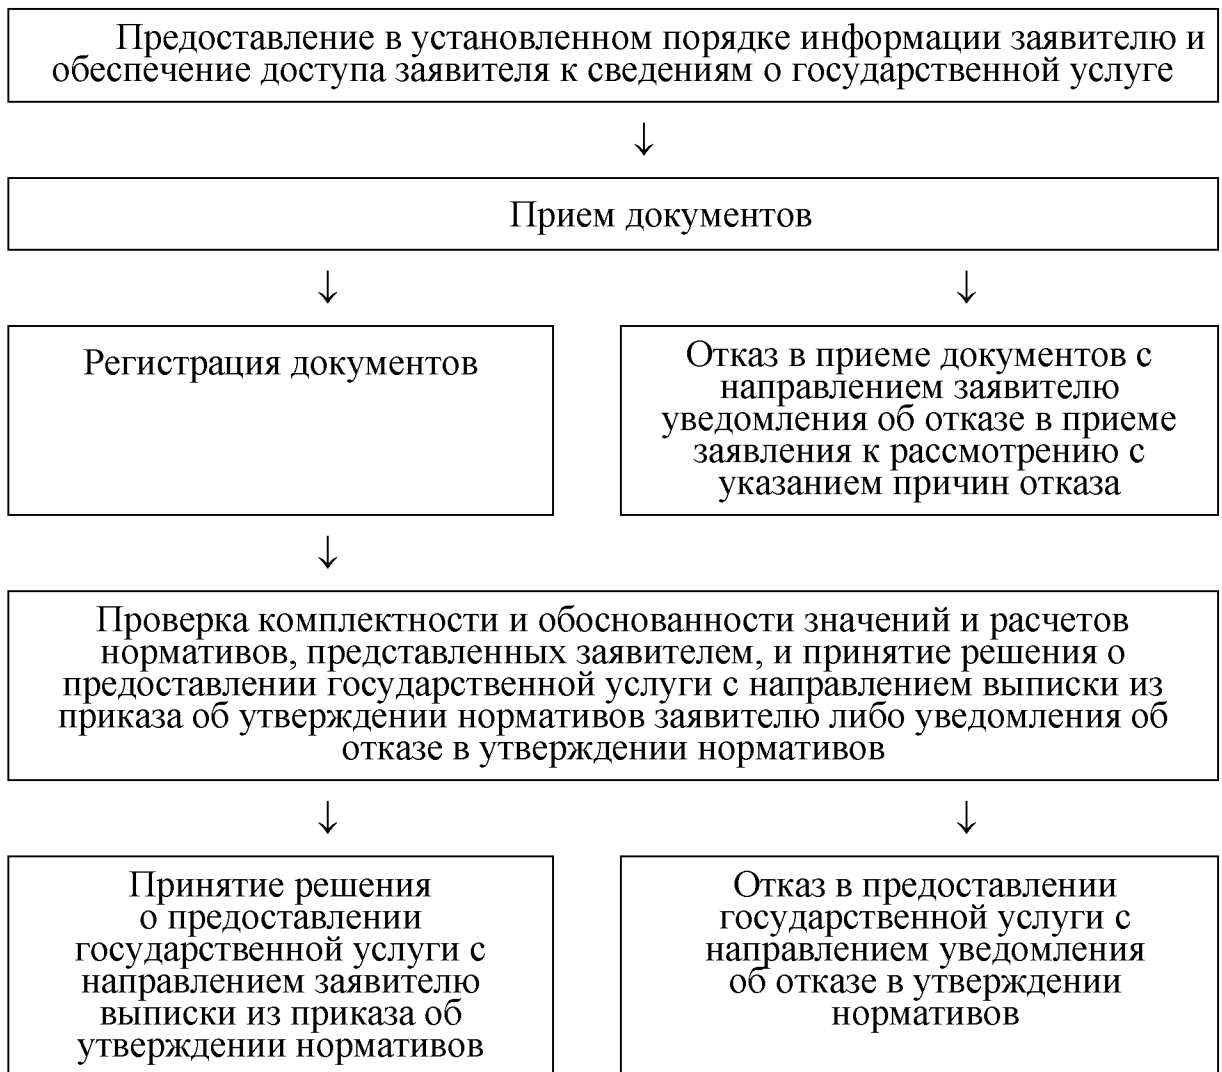 Предоставление в установленном порядке информации заявителю и
обеспечение доступа заявителя к сведениям о государственной услуге
↓
Прием документов
↓ ↓
Регистрация документов
Отказ в приеме документов с
направлением заявителю
уведомления об отказе в приеме
заявления к рассмотрению с
указанием причин отказа
↓
Проверка комплектности и обоснованности значений и расчетов
нормативов, представленных заявителем, и принятие решения о
предоставлении государственной услуги с направлением выписки из
приказа об утверждении нормативов заявителю либо уведомления об
отказе в утверждении нормативов
↓ ↓
Принятие решения
о предоставлении
государственной услуги с
направлением заявителю
выписки из приказа об
утверждении нормативов
Отказ в предоставлении
государственной услуги с
направлением уведомления
об отказе в утверждении
нормативов